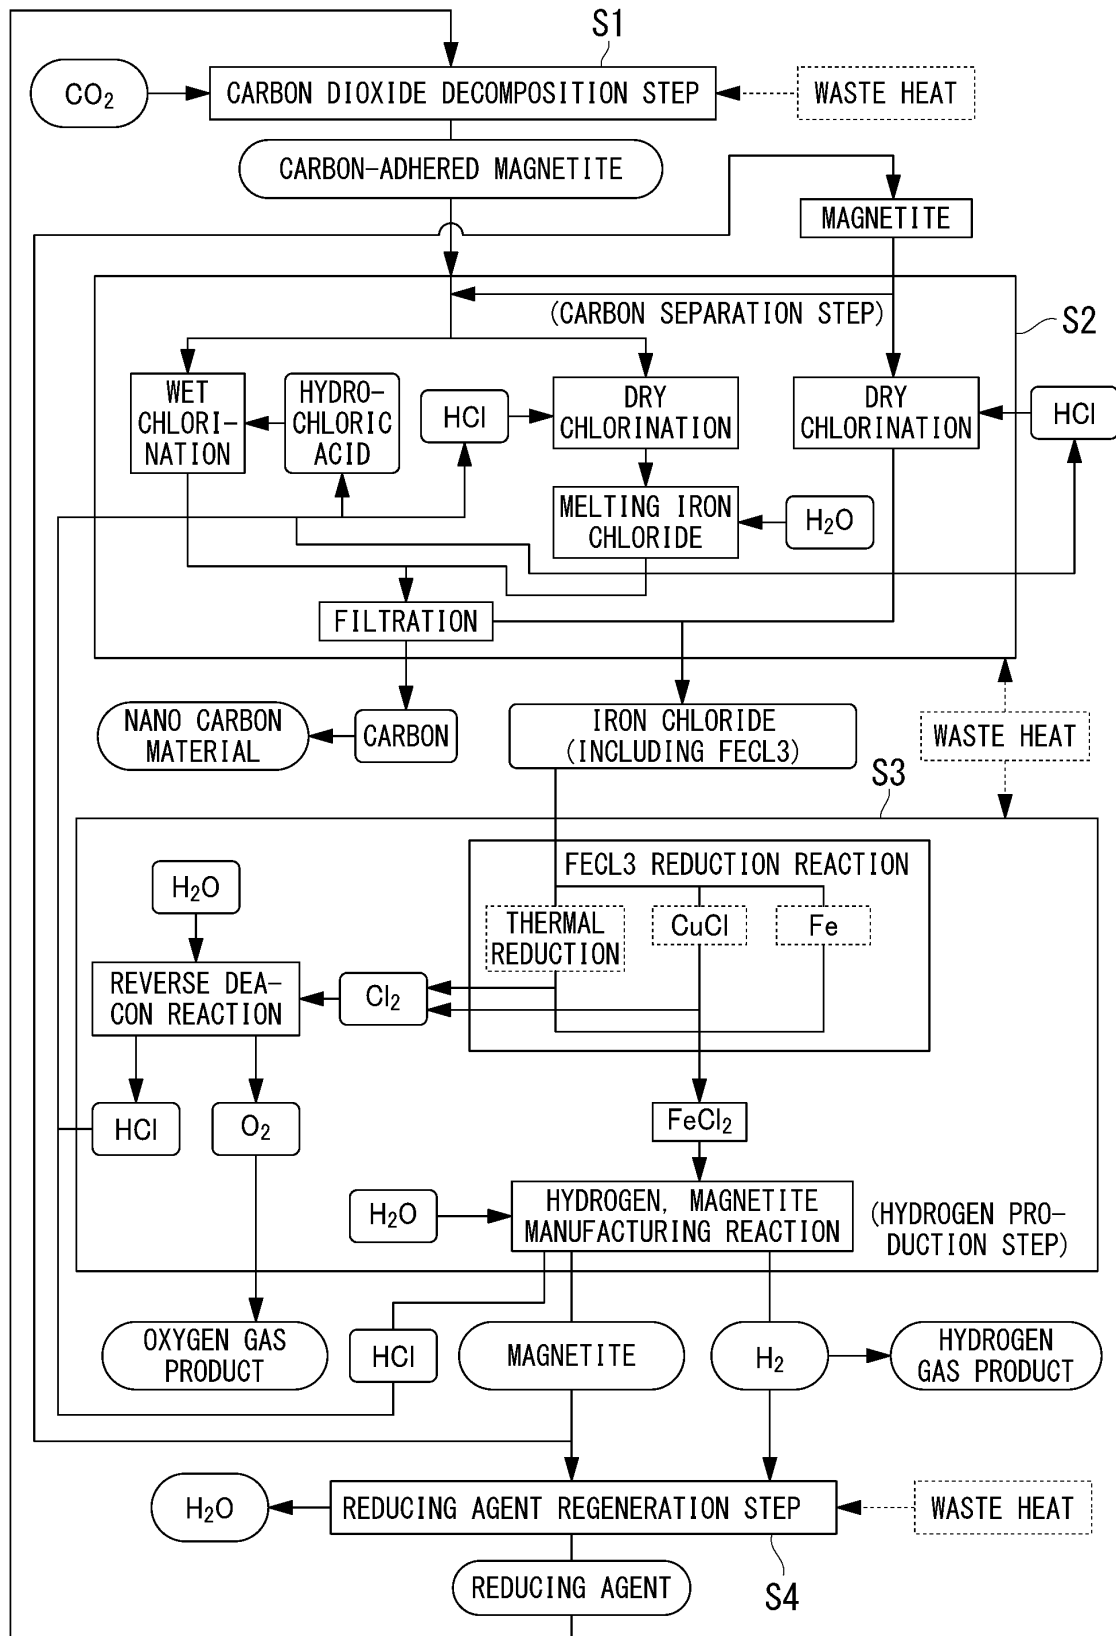 S1
CO₂
CARBON DIOXIDE DECOMPOSITION STEP
WASTE HEAT
CARBON-ADHERED MAGNETITE
MAGNETITE
(CARBON SEPARATION STEP)
S2
WET
CHLORI-
NATION
HYDRO-
CHLORIC
ACID
HCl
DRY
CHLORINATION
DRY
CHLORINATION
HCl
MELTING IRON
CHLORIDE
H₂O
FILTRATION
NANO CARBON
MATERIAL
CARBON
IRON CHLORIDE
(INCLUDING FECL3)
WASTE HEAT
S3
FECL3 REDUCTION REACTION
H₂O
THERMAL
REDUCTION
CuCl
Fe
REVERSE DEA-
CON REACTION
Cl₂
HCl
O₂
FeCl₂
H₂O
HYDROGEN, MAGNETITE
MANUFACTURING REACTION
(HYDROGEN PRO-
DUCTION STEP)
OXYGEN GAS
PRODUCT
HCl
MAGNETITE
H₂
HYDROGEN
GAS PRODUCT
H₂O
REDUCING AGENT REGENERATION STEP
WASTE HEAT
REDUCING AGENT
S4